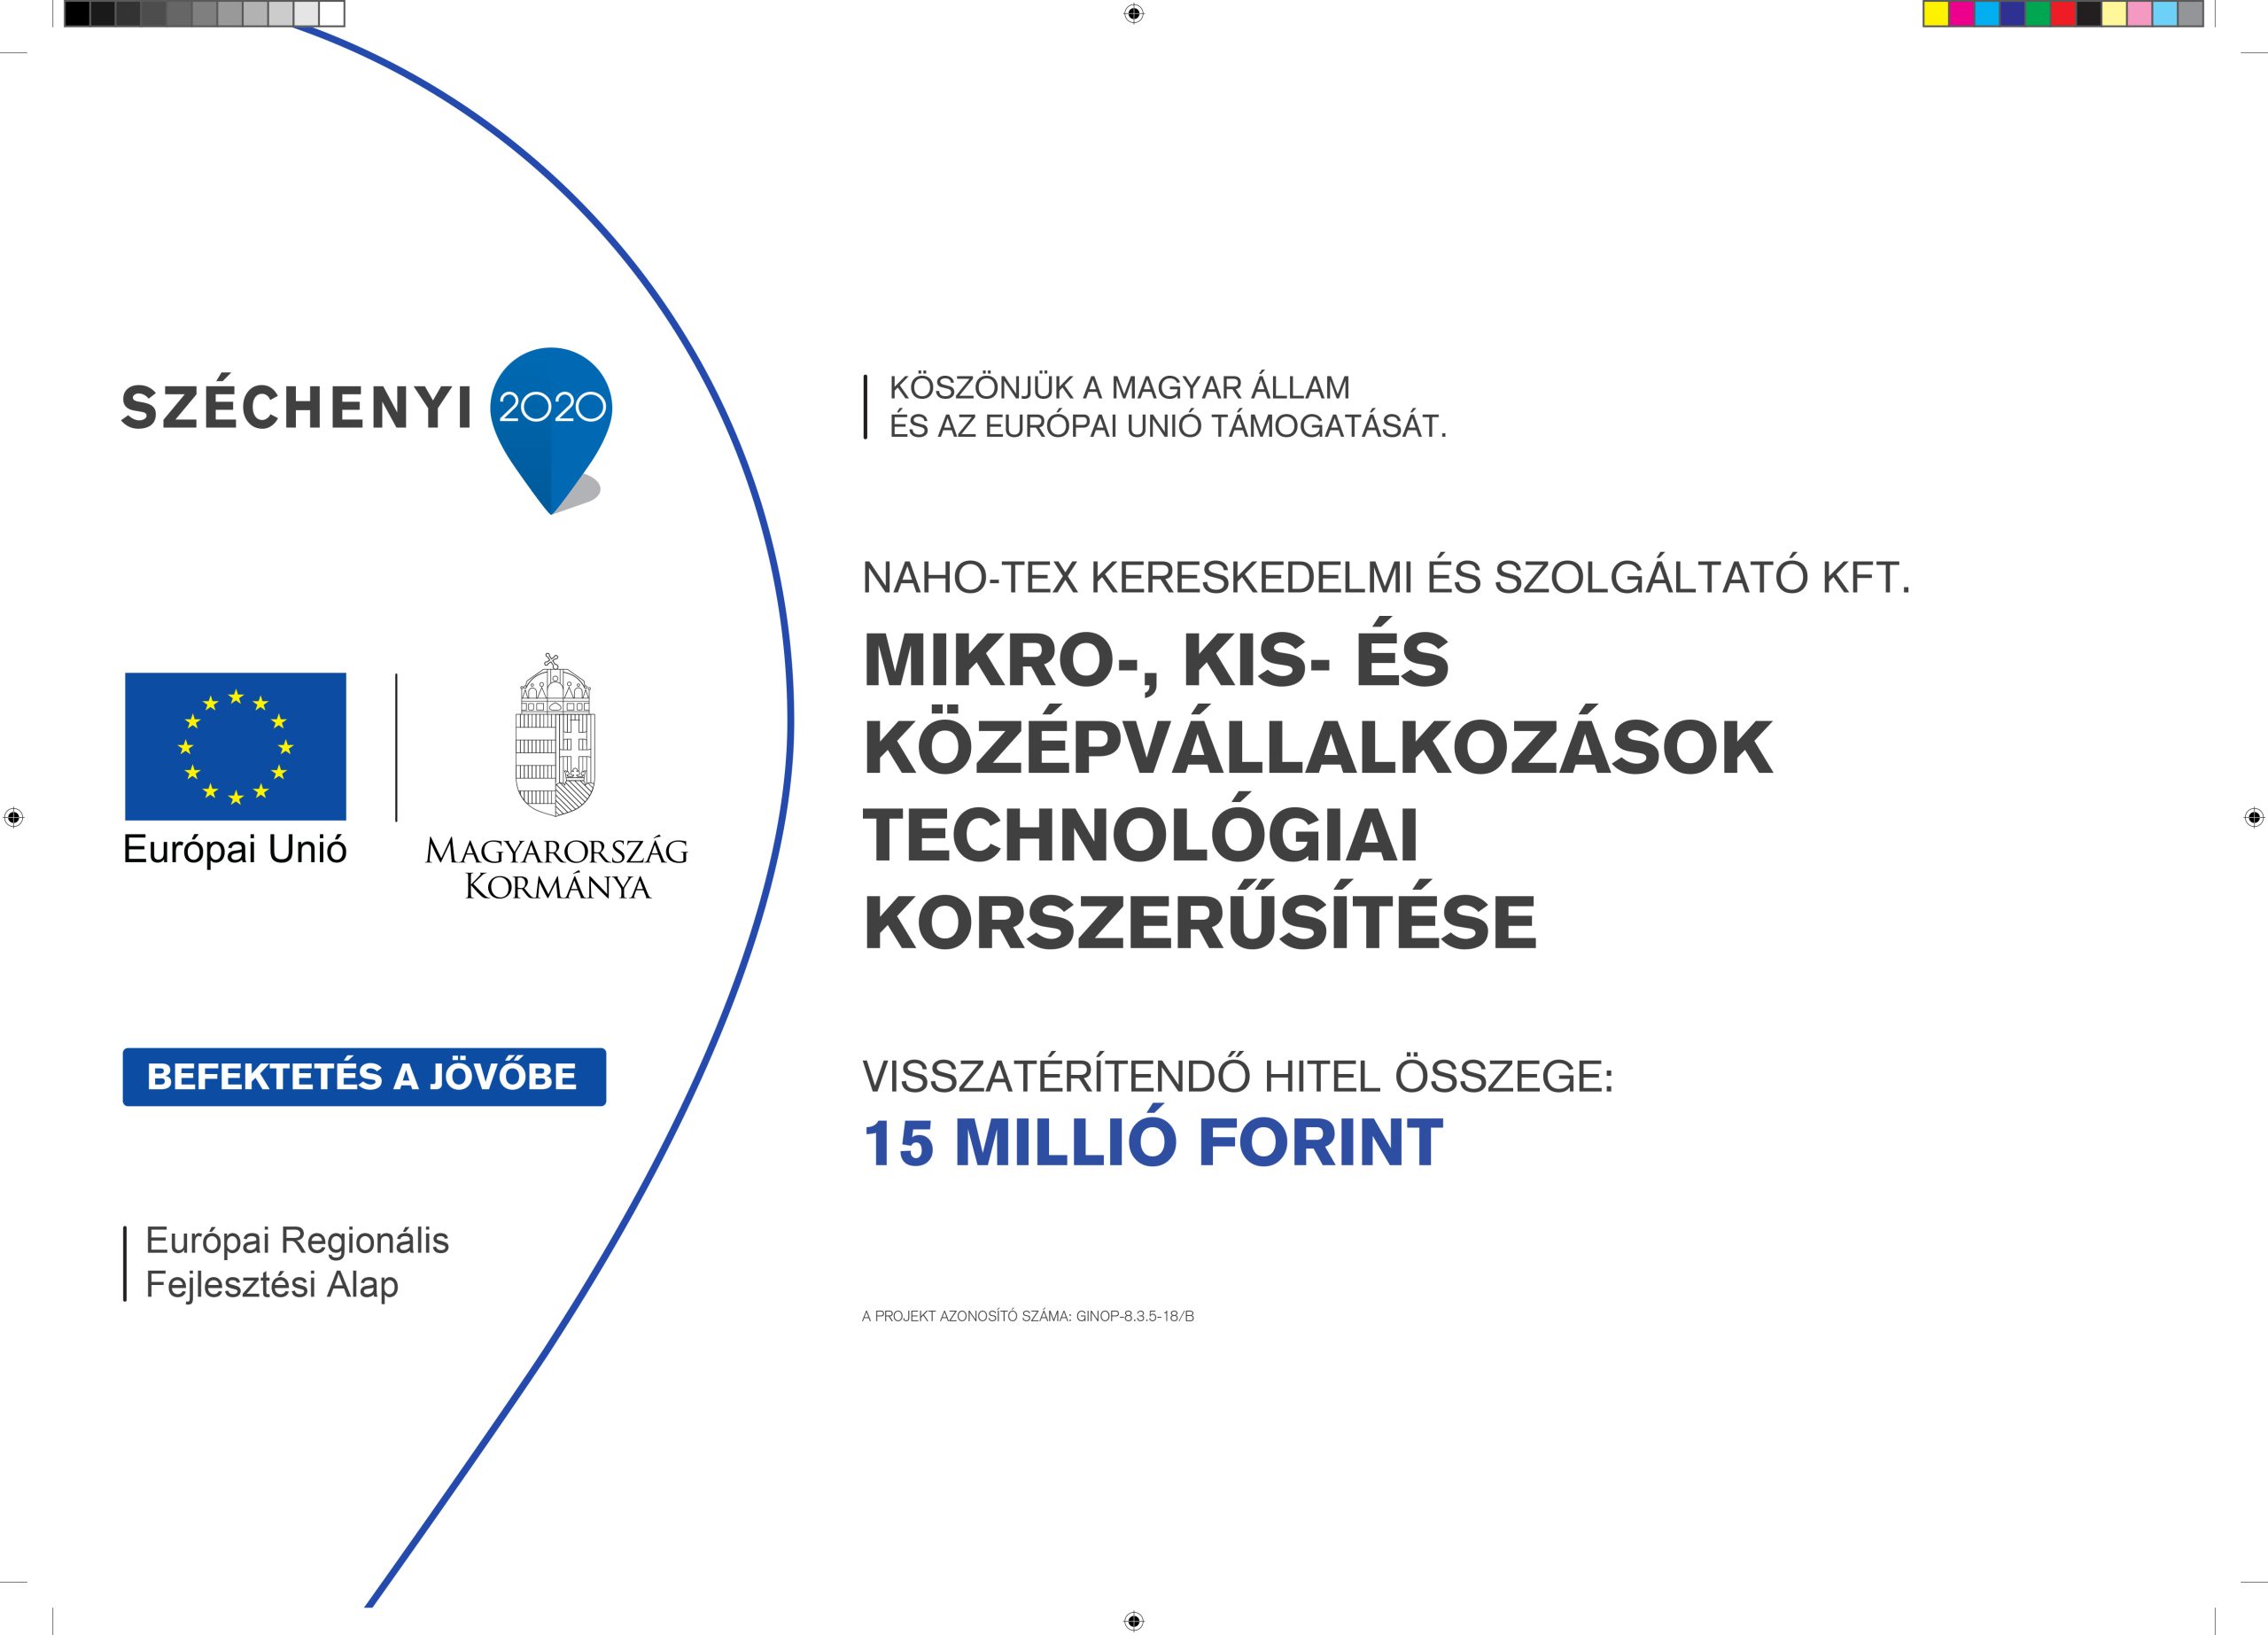 SZÉCHENYI 2020
Európai Unió
MAGYARORSZÁG
KORMÁNYA
BEFEKTETÉS A JÖVŐBE
Európai Regionális
Fejlesztési Alap
KÖSZÖNJÜK A MAGYAR ÁLLAM
ÉS AZ EURÓPAI UNIÓ TÁMOGATÁSÁT.
NAHO-TEX KERESKEDELMI ÉS SZOLGÁLTATÓ KFT.
MIKRO-, KIS- ÉS
KÖZÉPVÁLLALKOZÁSOK
TECHNOLÓGIAI
KORSZERŰSÍTÉSE
VISSZATÉRÍTENDŐ HITEL ÖSSZEGE:
15 MILLIÓ FORINT
A PROJEKT AZONOSÍTÓ SZÁMA: GINOP-8.3.5-18/B